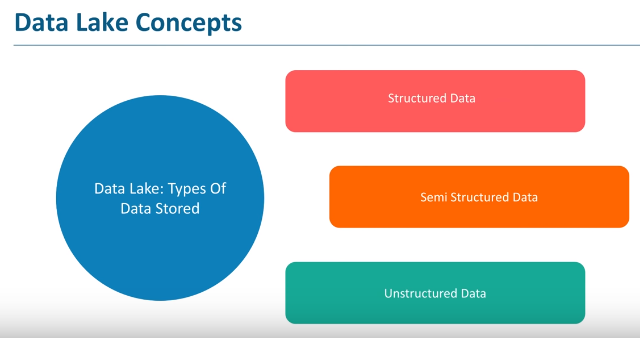 Data Lake Concepts
Data Lake: Types Of
Data Stored
Structured Data
Semi Structured Data
Unstructured Data